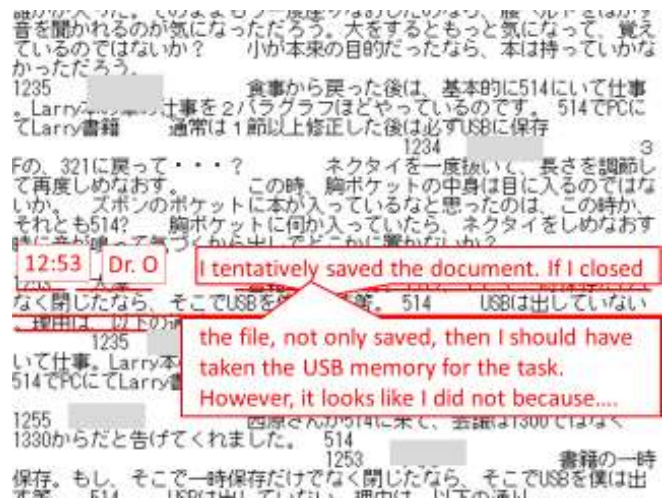 音を聞かれるのが気になっただろう。大をするともっと気になって、覚え
ているのではないか？ 小が本来の目的だったなら、本は持っていかな
かっただろう。
1235 食事から戻った後は、基本的に514にいて仕事
。Larry 仕事を２パラグラフほどやっているのです。 514でPCに
てLarry書籍 通常は１節以上修正した後は必ずUSBに保存
1234 3
Fの、321に戻って・・・？ ネクタイを一度抜いて、長さを調節し
て再度しめなおす。 この時、胸ポケットの中身は目に入るのではな
いか。 ズボンのポケットに本が入っているなと思ったのは、この時か、
それとも514? 胸ポケットに何か入っていたら、ネクタイをしめなおす
12:53 Dr. O I tentatively saved the document. If I closed
なく閉じたなら、そこでUSBを 514 USBは出していない
the file, not only saved, then I should have
1235
taken the USB memory for the task.
いて仕事。Larry
514でPCにてLarry
However, it looks like I did not because....
1255 西原さんが514に来て、会議は1300ではなく
1330からだと告げてくれました。 514
1253 書籍の一時
保存。もし、そこで一時保存だけでなく閉じたなら、そこでUSBを僕は出
514 USBは出していない 理由は